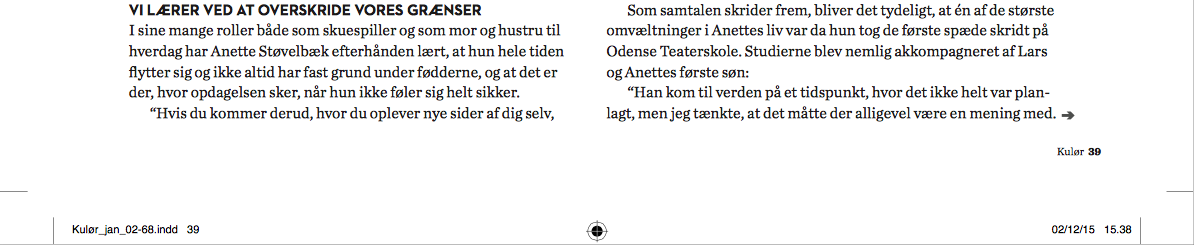 VI LÆRER VED AT OVERSKRIDE VORES GRÆNSER
I sine mange roller både som skuespiller og som mor og hustru til
hverdag har Anette Støvelbæk efterhånden lært, at hun hele tiden
flytter sig og ikke altid har fast grund under fødderne, og at det er
der, hvor opdagelsen sker, når hun ikke føler sig helt sikker.
“Hvis du kommer derud, hvor du oplever nye sider af dig selv,
Som samtalen skrider frem, bliver det tydeligt, at én af de største
omvæltninger i Anettes liv var da hun tog de første spæde skridt på
Odense Teaterskole. Studierne blev nemlig akkompagneret af Lars
og Anettes første søn:
“Han kom til verden på et tidspunkt, hvor det ikke helt var plan-
lagt, men jeg tænkte, at det måtte der alligevel være en mening med. ➔
Kulør 39
Kulør_jan_02-68.indd 39
02/12/15 15.38